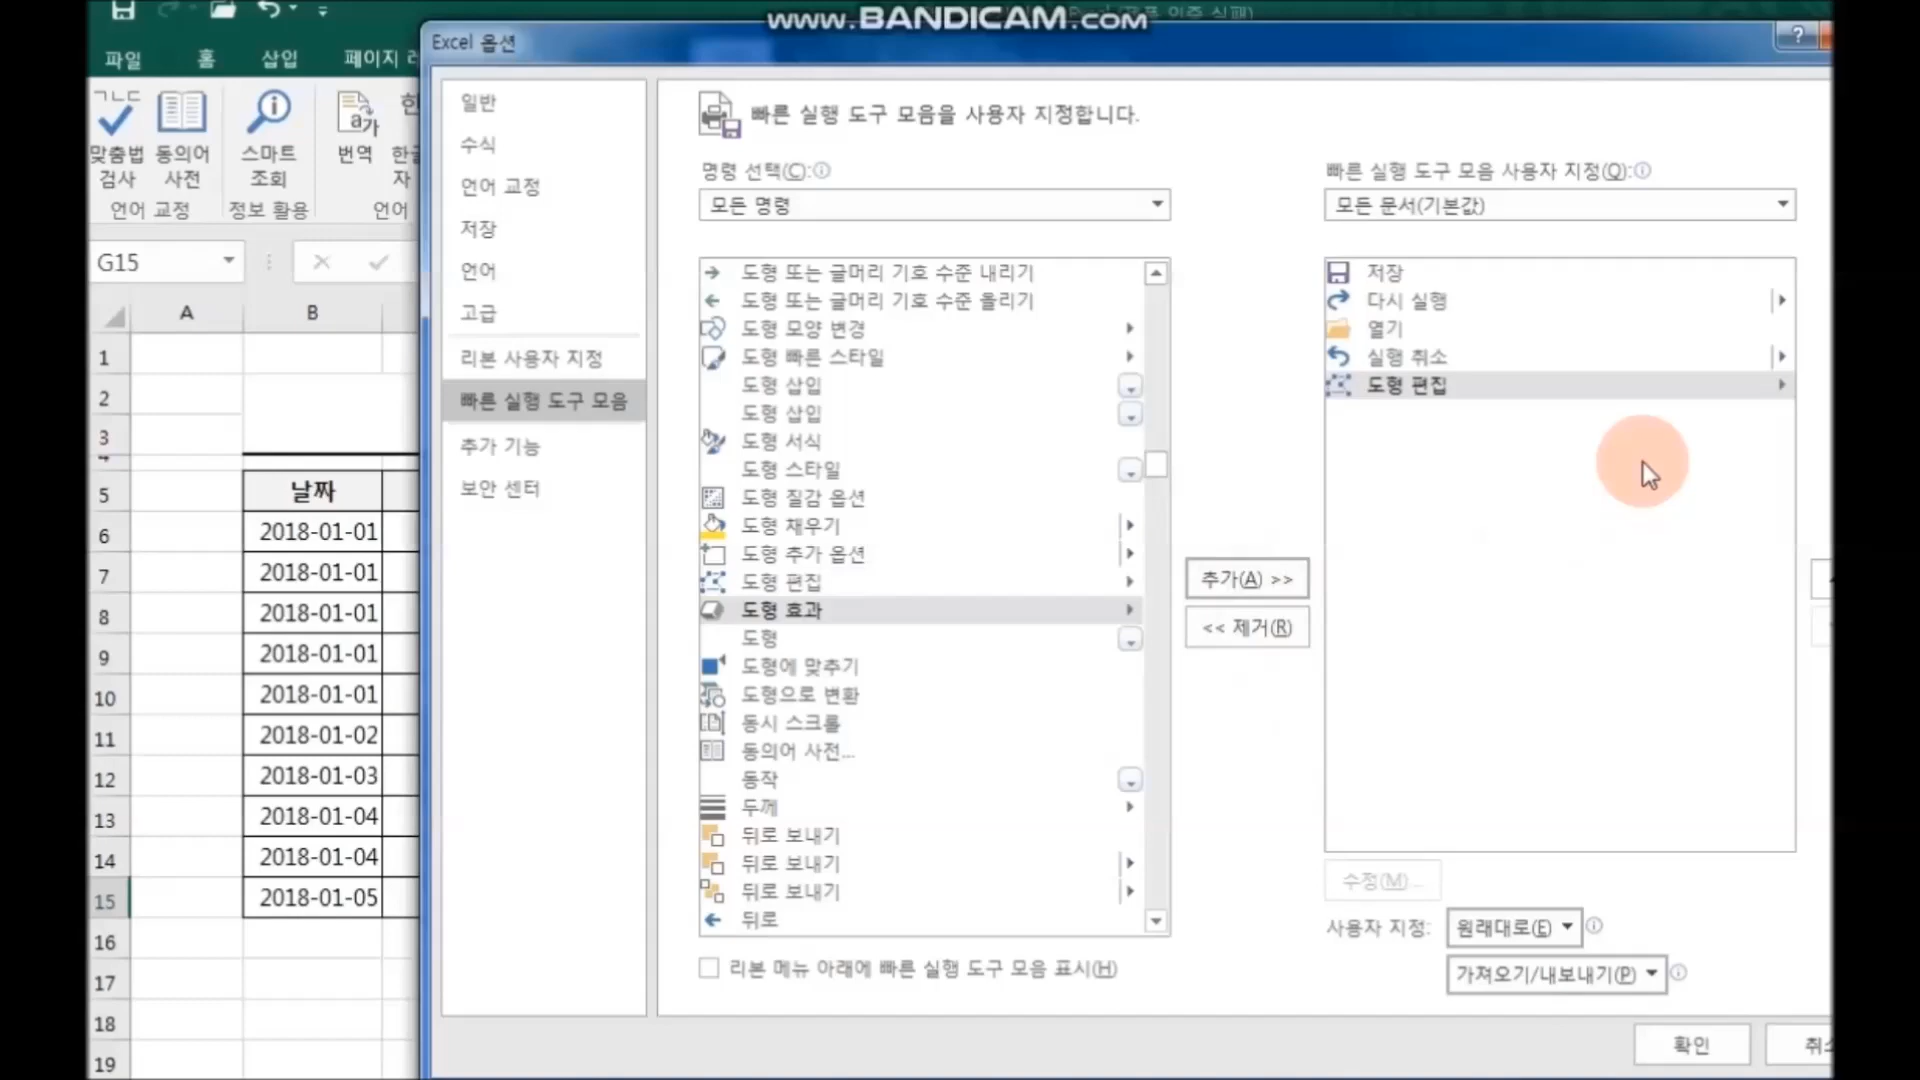 www.BANDICAM.com
파일
홈
삽입
페이지
맞춤법
검사
동의어
사전
스마트
조회
번역
언어 교정
정보 활용
언어
G15
A
B
1
2
3
4
5
6
7
8
9
10
11
12
13
14
15
16
17
18
19
날짜
2018-01-01
2018-01-01
2018-01-01
2018-01-01
2018-01-01
2018-01-02
2018-01-03
2018-01-04
2018-01-04
2018-01-05
Excel 옵션
일반
수식
언어 교정
저장
언어
고급
리본 사용자 지정
빠른 실행 도구 모음
추가 기능
보안 센터
빠른 실행 도구 모음을 사용자 지정합니다.
명령 선택(C):
모든 명령
도형 또는 글머리 기호 수준 내리기
도형 또는 글머리 기호 수준 올리기
도형 모양 변경
도형 빠른 스타일
도형 삽입
도형 삽입
도형 서식
도형 스타일
도형 질감 옵션
도형 채우기
도형 추가 옵션
도형 편집
도형 효과
도형
도형에 맞추기
도형으로 변환
동시 스크롤
동의어 사전...
동작
두께
뒤로 보내기
뒤로 보내기
뒤로 보내기
뒤로
리본 메뉴 아래에 빠른 실행 도구 모음 표시(H)
추가(A) >>
<< 제거(R)
빠른 실행 도구 모음 사용자 지정(Q):
모든 문서(기본값)
저장
다시 실행
열기
실행 취소
도형 편집
수정(M)...
사용자 지정:
원래대로(E)
가져오기/내보내기(P)
확인